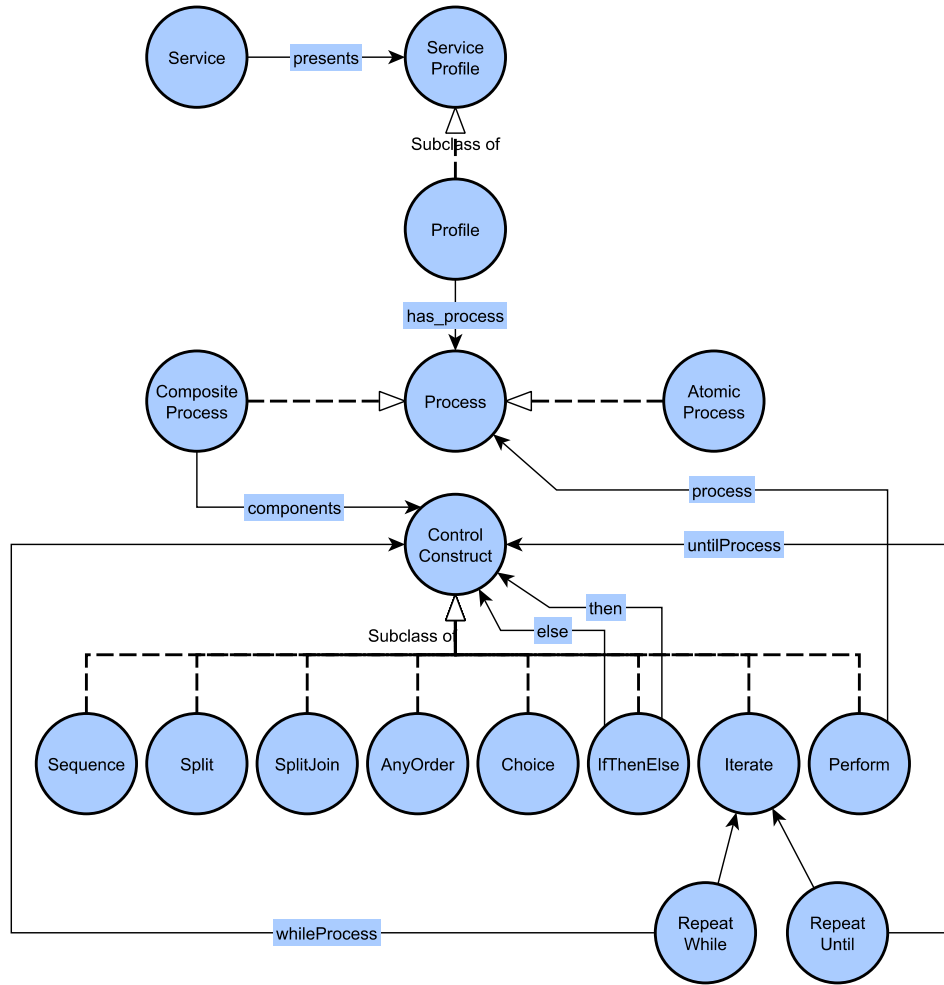 Service
presents
Service
Profile
Subclass of
Profile
has_process
Composite
Process
Process
Atomic
Process
process
components
Control
Construct
untilProcess
then
else
Subclass of
Sequence
Split
SplitJoin
AnyOrder
Choice
IfThenElse
Iterate
Perform
Repeat
While
Repeat
Until
whileProcess